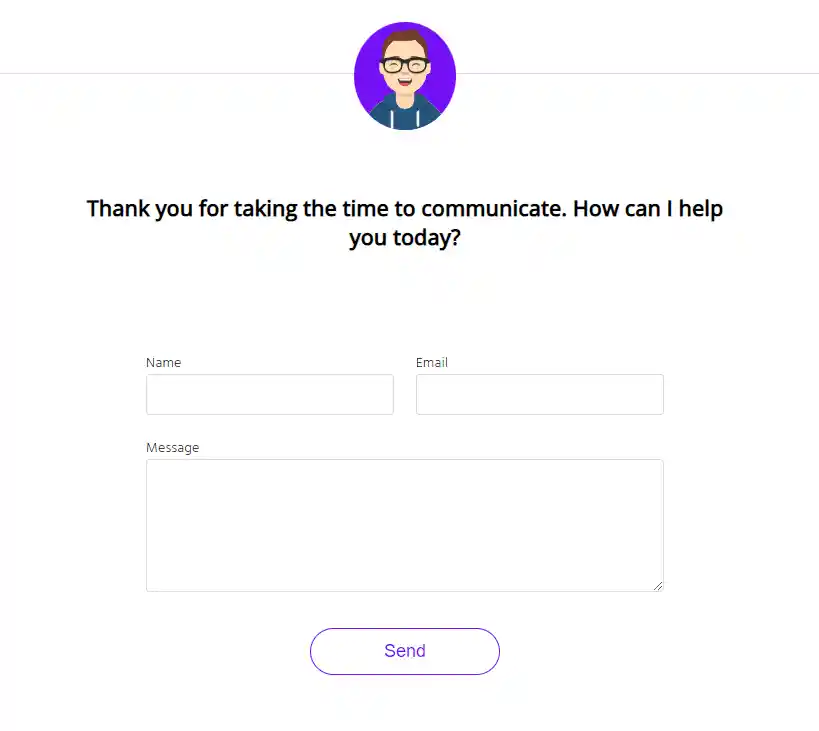 Thank you for taking the time to communicate. How can I help
you today?
Name
Email
Message
Send